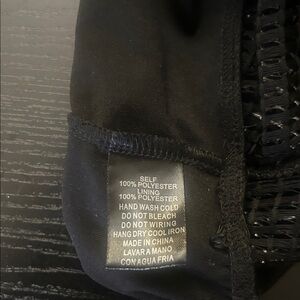 SELF
100% POLYESTER
LINING
100% POLYESTER
HAND WASH COLD
DO NOT BLEACH
DO NOT WIRING
HANG DRY COOL IRON
MADE IN CHINA
LAVAR A MANO
CON AGUA FRIA